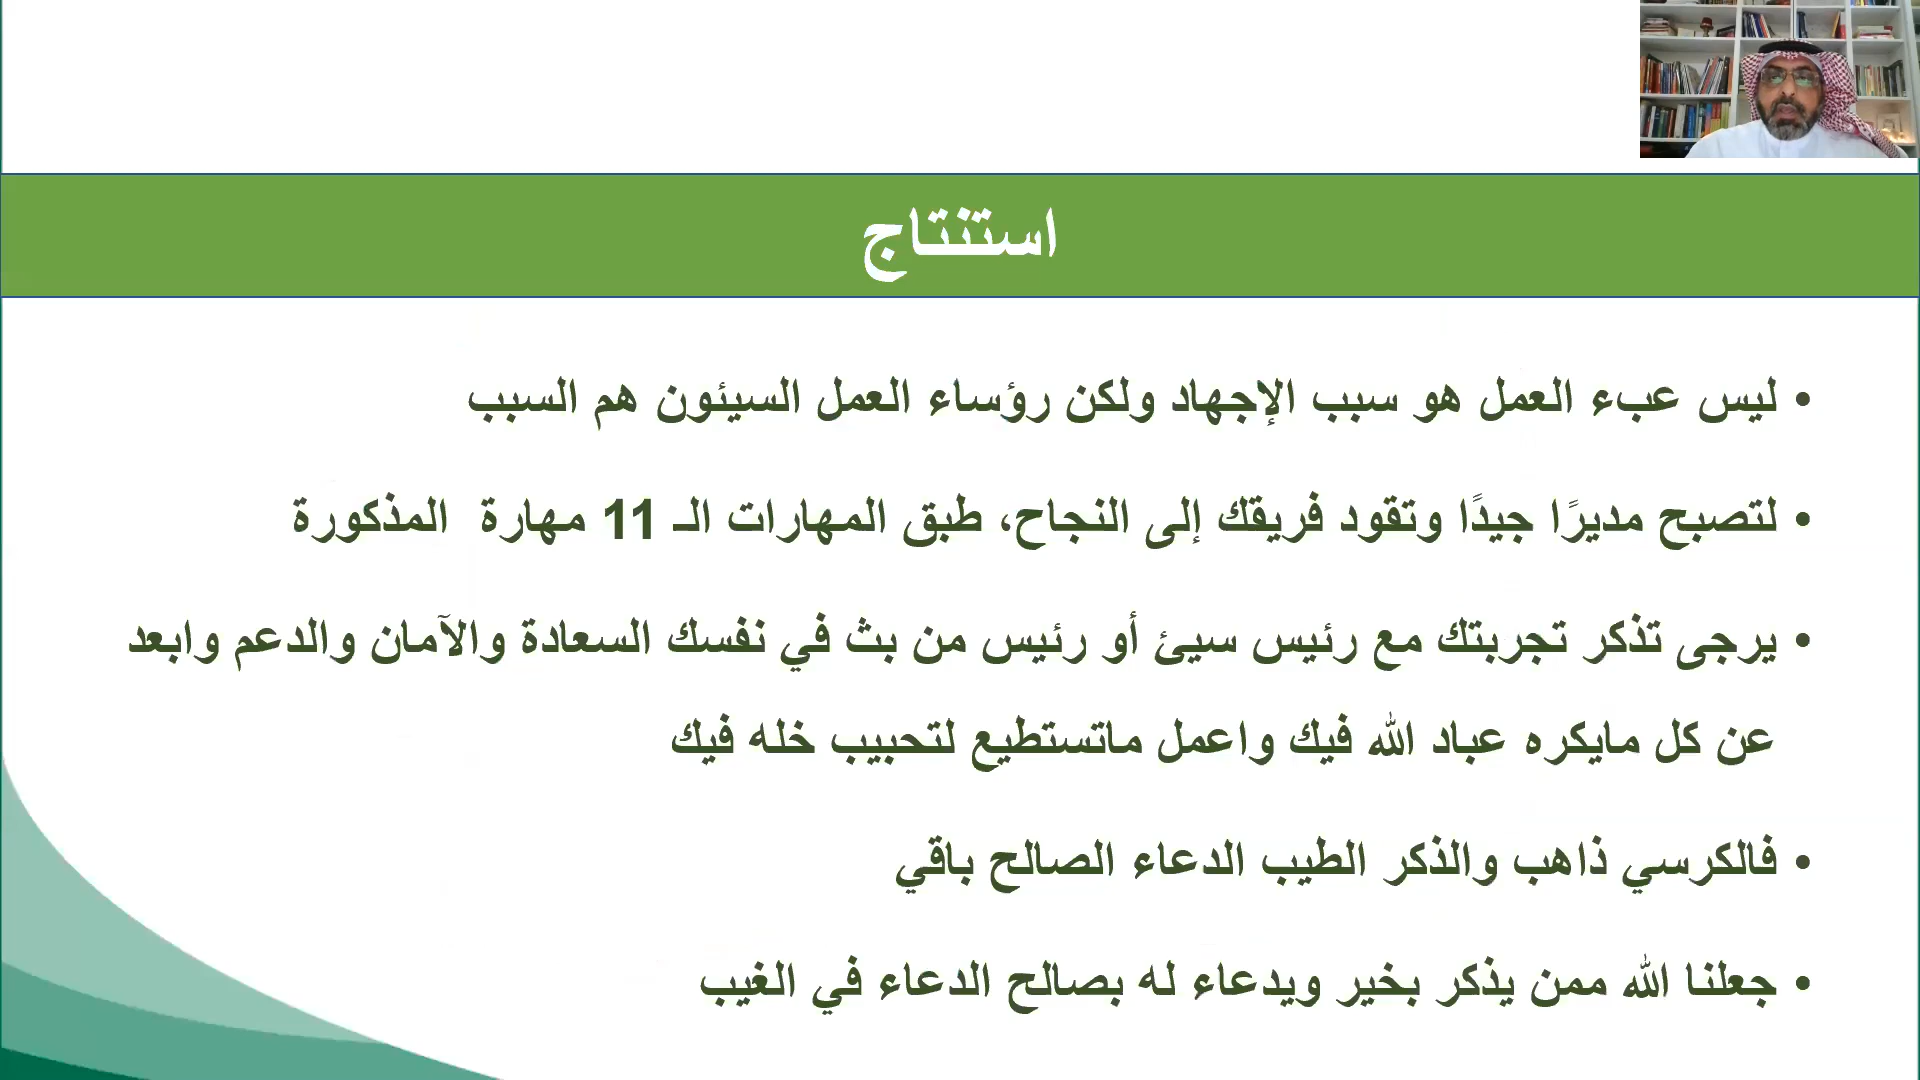 استنتاج
• ليس عبء العمل هو سبب الإجهاد ولكن رؤساء العمل السيئون هم السبب
• لتصبح مديرًا جيدًا وتقود فريقك إلى النجاح، طبق المهارات الـ 11 مهارة المذكورة
• يرجى تذكر تجربتك مع رئيس سيئ أو رئيس من بث في نفسك السعادة والآمان والدعم وابعد
عن كل مايكره عباد الله فيك واعمل ماتستطيع لتحبيب خله فيك
• فالكرسي ذاهب والذكر الطيب الدعاء الصالح باقي
• جعلنا الله ممن يذكر بخير ويدعاء له بصالح الدعاء في الغيب